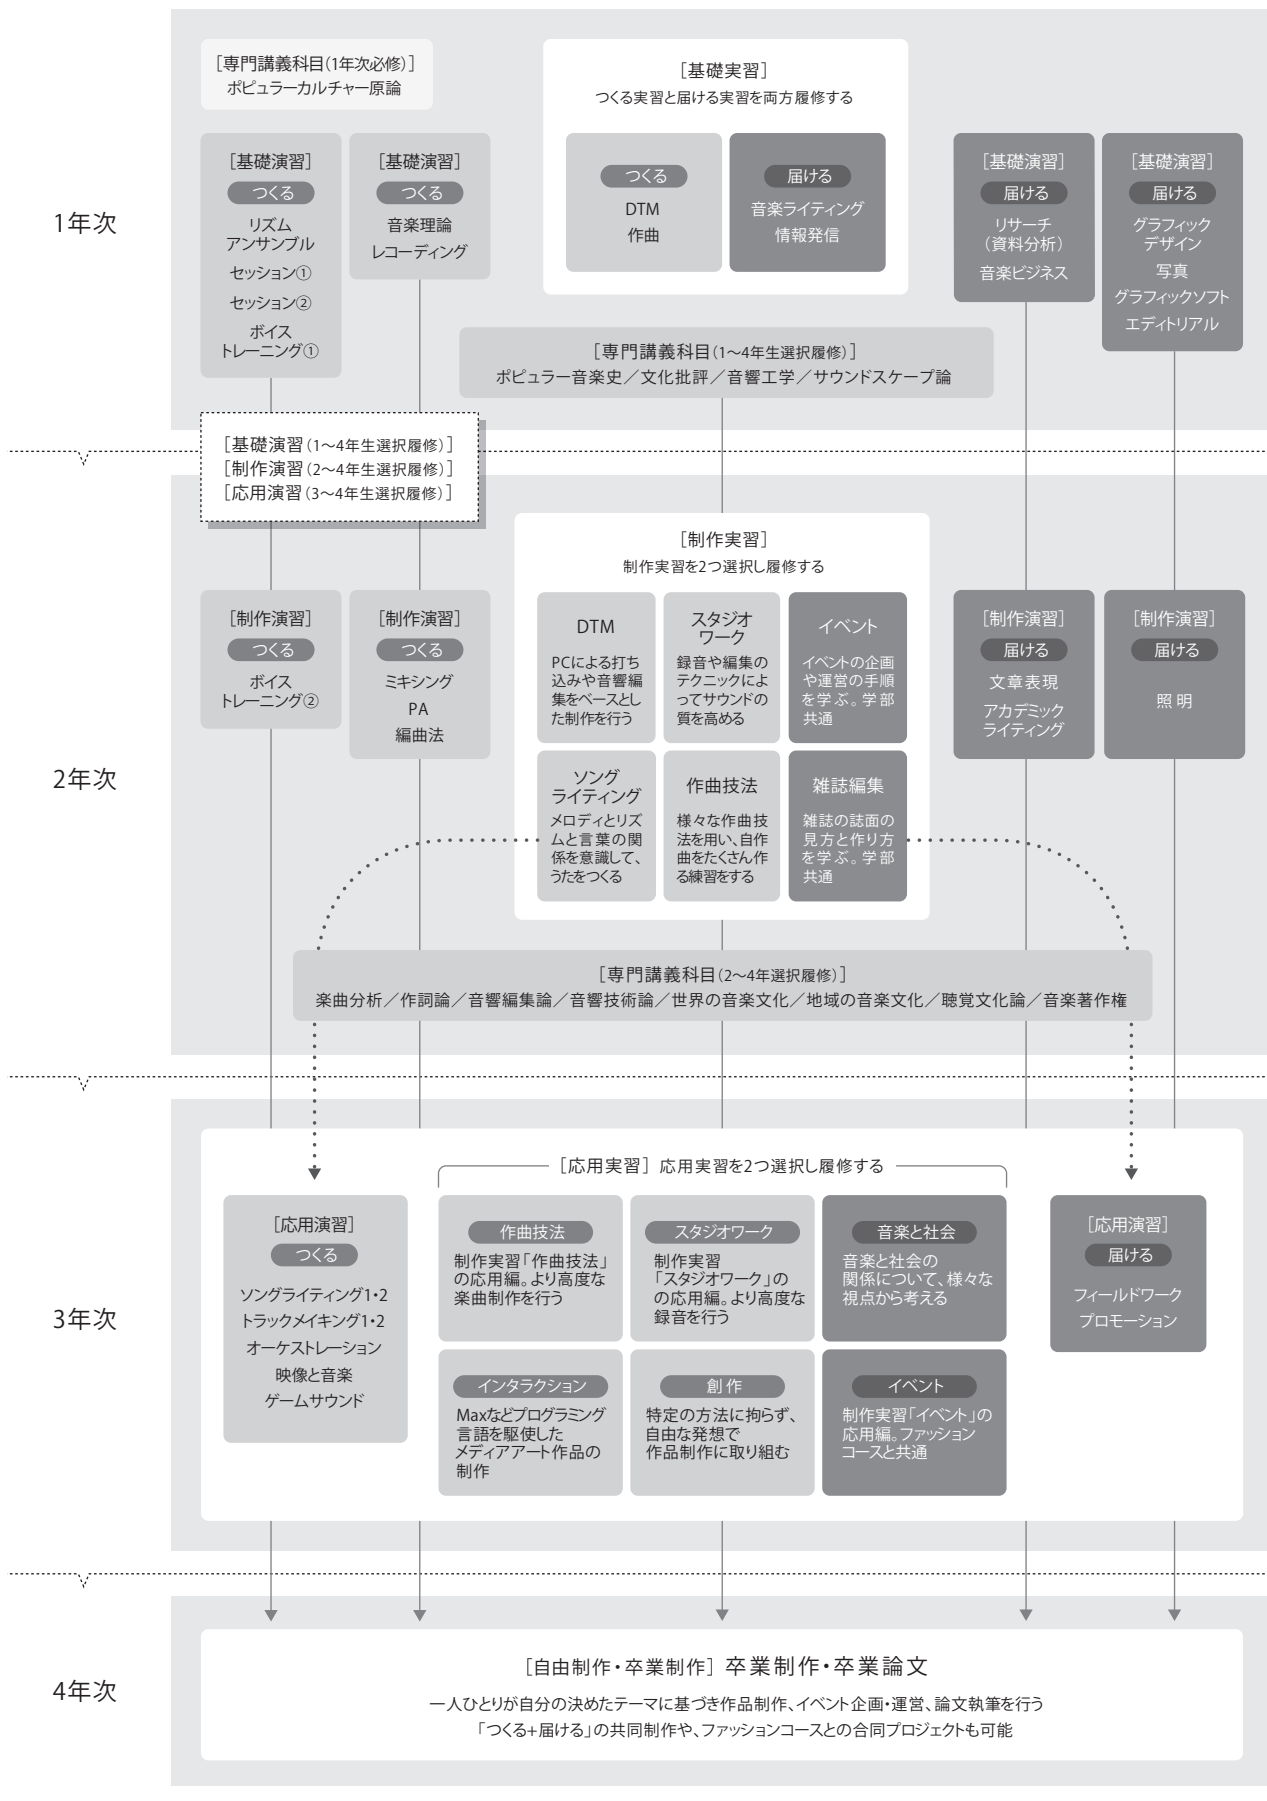 1年次
［専門講義科目（1年次必修）］
ポピュラーカルチャー原論
［基礎演習］
つくる
リズム
アンサンブル
セッション①
セッション②
ボイス
トレーニング①
［基礎演習］
つくる
音楽理論
レコーディング
［基礎実習］
つくる実習と届ける実習を両方履修する
つくる
DTM
作曲
届ける
音楽ライティング
情報発信
［基礎演習］
届ける
リサーチ
（資料分析）
音楽ビジネス
［基礎演習］
届ける
グラフィック
デザイン
写真
グラフィックソフト
エディトリアル
［専門講義科目（1〜4年生選択履修）］
ポピュラー音楽史／文化批評／音響工学／サウンドスケープ論
［基礎演習（1〜4年生選択履修）］
［制作演習（2〜4年生選択履修）］
［応用演習（3〜4年生選択履修）］
2年次
［制作演習］
つくる
ボイス
トレーニング②
［制作演習］
つくる
ミキシング
PA
編曲法
［制作実習］
制作実習を2つ選択し履修する
DTM
PCによる打ち
込みや音響編
集をベースとし
た制作を行う
スタジオ
ワーク
録音や編集の
テクニックによ
ってサウンドの
質を高める
イベント
イベントの企画
や運営の手順
を学ぶ。学部
共通
ソング
ライティング
メロディとリズ
ムと言葉の関
係を意識して、
うたをつくる
作曲技法
様々な作曲技
法を用い、自作
曲をたくさん作
る練習をする
雑誌編集
雑誌の誌面の
見方と作り方
を学ぶ。学部
共通
［制作演習］
届ける
文章表現
アカデミック
ライティング
［制作演習］
届ける
照明
［専門講義科目（2〜4年選択履修）］
楽曲分析／作詞論／音響編集論／音響技術論／世界の音楽文化／地域の音楽文化／聴覚文化論／音楽著作権
3年次
［応用演習］
つくる
ソングライティング1・2
トラックメイキング1・2
オーケストレーション
映像と音楽
ゲームサウンド
［応用実習］ 応用実習を2つ選択し履修する
作曲技法
制作実習「作曲技法」
の応用編。より高度な
楽曲制作を行う
スタジオワーク
制作実習
「スタジオワーク」の
の応用編。より高度な
録音を行う
音楽と社会
音楽と社会の
関係について、様々な
視点から考える
インタラクション
Maxなどプログラミング
言語を駆使した
メディアアート作品の
制作
創作
特定の方法に拘らず、
自由な発想で
作品制作に取り組む
イベント
制作実習「イベント」の
応用編。ファッション
コースと共通
［応用演習］
届ける
フィールドワーク
プロモーション
4年次
［自由制作・卒業制作］ 卒業制作・卒業論文
一人ひとりが自分の決めたテーマに基づき作品制作、イベント企画・運営、論文執筆を行う
「つくる+届ける」の共同制作や、ファッションコースとの合同プロジェクトも可能